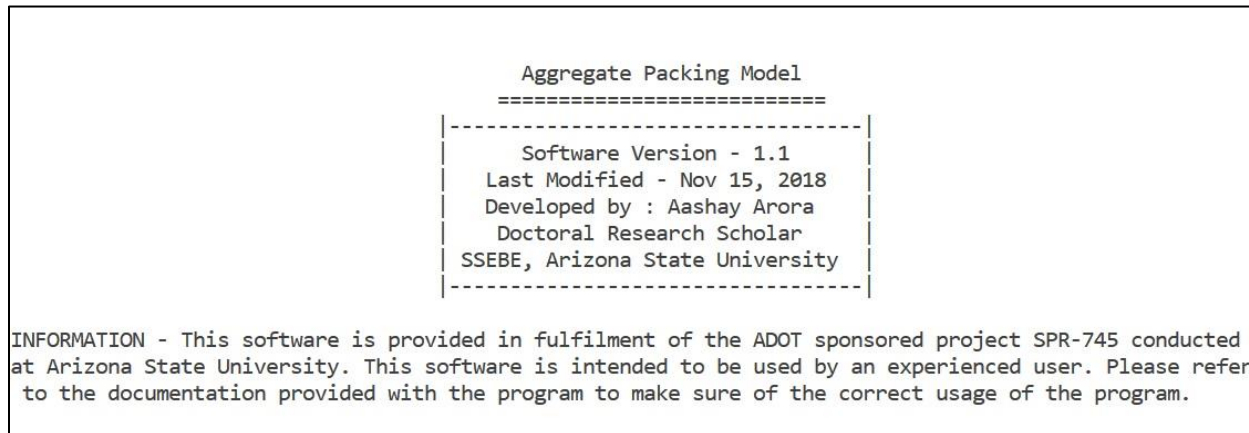 Aggregate Packing Model
===========================
|----------------------------------|
| Software Version - 1.1 |
| Last Modified - Nov 15, 2018 |
| Developed by : Aashay Arora |
| Doctoral Research Scholar |
| SSEBE, Arizona State University |
|----------------------------------|
INFORMATION - This software is provided in fulfilment of the ADOT sponsored project SPR-745 conducted
at Arizona State University. This software is intended to be used by an experienced user. Please refer
to the documentation provided with the program to make sure of the correct usage of the program.